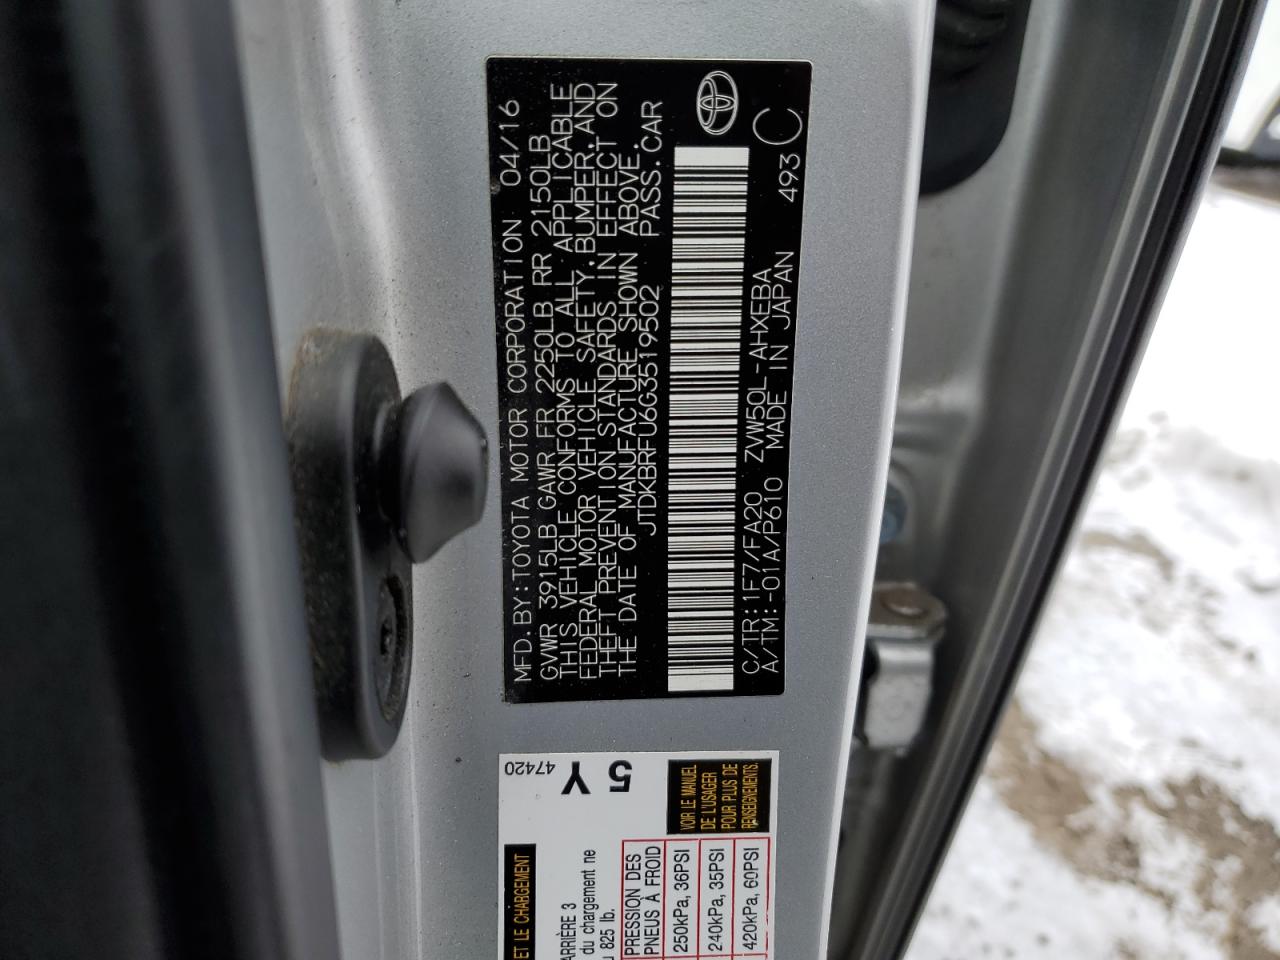 MFD.BY:TOYOTA MOTOR CORPORATION 04/16
GVWR 3915LB GAWR FR 2250LB RR 2150LB
THIS VEHICLE CONFORMS TO ALL APPLICABLE
FEDERAL MOTOR VEHICLE SAFETY,BUMPER,AND
THEFT PREVENTION STANDARDS IN EFFECT ON
THE DATE OF MANUFACTURE SHOWN ABOVE.
JTDKBRFU6G3519502 PASS.CAR
C/TR:1F7/FA20 ZVW50L-AHXEBA 493
A/TM:-01A/P610 MADE IN JAPAN C
47420
Y
5
VOIR LE MANUEL
DE L'USAGER
POUR PLUS DE
RENSEIGNEMENTS.
ET LE CHARGEMENT
ARRIÈRE 3
du chargement ne
825 lb.
PRESSION DES
PNEUS À FROID
250kPa, 36PSI
240kPa, 35PSI
420kPa, 60PSI